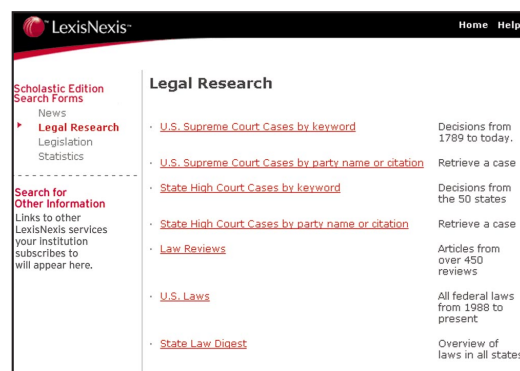 LexisNexis™
Home Help
Scholastic Edition
Search Forms
News
Legal Research
Legislation
Statistics
Search for
Other Information
Links to other
LexisNexis services
your institution
subscribes to
will appear here.
Legal Research
· U.S. Supreme Court Cases by keyword
Decisions from
1789 to today.
· U.S. Supreme Court Cases by party name or citation
Retrieve a case
· State High Court Cases by keyword
Decisions from
the 50 states
· State High Court Cases by party name or citation
Retrieve a case
· Law Reviews
Articles from
over 450
reviews
· U.S. Laws
All federal laws
from 1988 to
present
· State Law Digest
Overview of
laws in all states